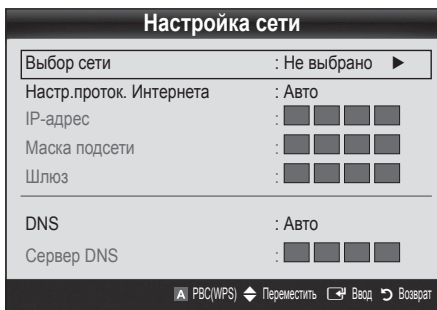 Настройка сети
Выбор сети : Не выбрано ►
Настр.проток. Интернета : Авто
IP-адрес :
Маска подсети :
Шлюз :
DNS : Авто
Сервер DNS :
A PBC(WPS) Переместить Ввод Возврат